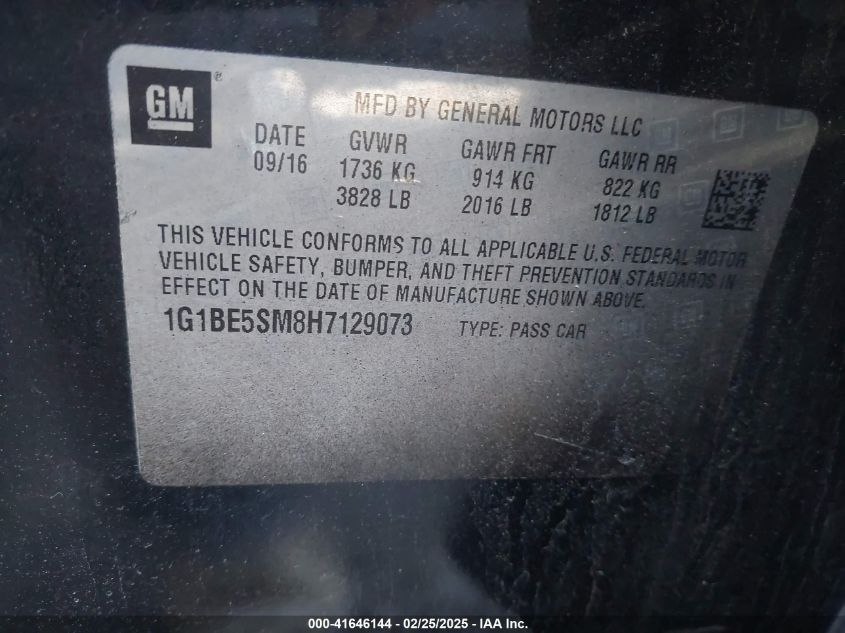 GM ®
MFD BY GENERAL MOTORS LLC
DATE GVWR GAWR FRT GAWR RR
09/16 1736 KG 914 KG 822 KG
3828 LB 2016 LB 1812 LB
THIS VEHICLE CONFORMS TO ALL APPLICABLE U.S. FEDERAL MOTOR
VEHICLE SAFETY, BUMPER, AND THEFT PREVENTION STANDARDS IN
EFFECT ON THE DATE OF MANUFACTURE SHOWN ABOVE.
1G1BE5SM8H7129073 TYPE: PASS CAR
000-41646144 - 02/25/2025 - IAA Inc.